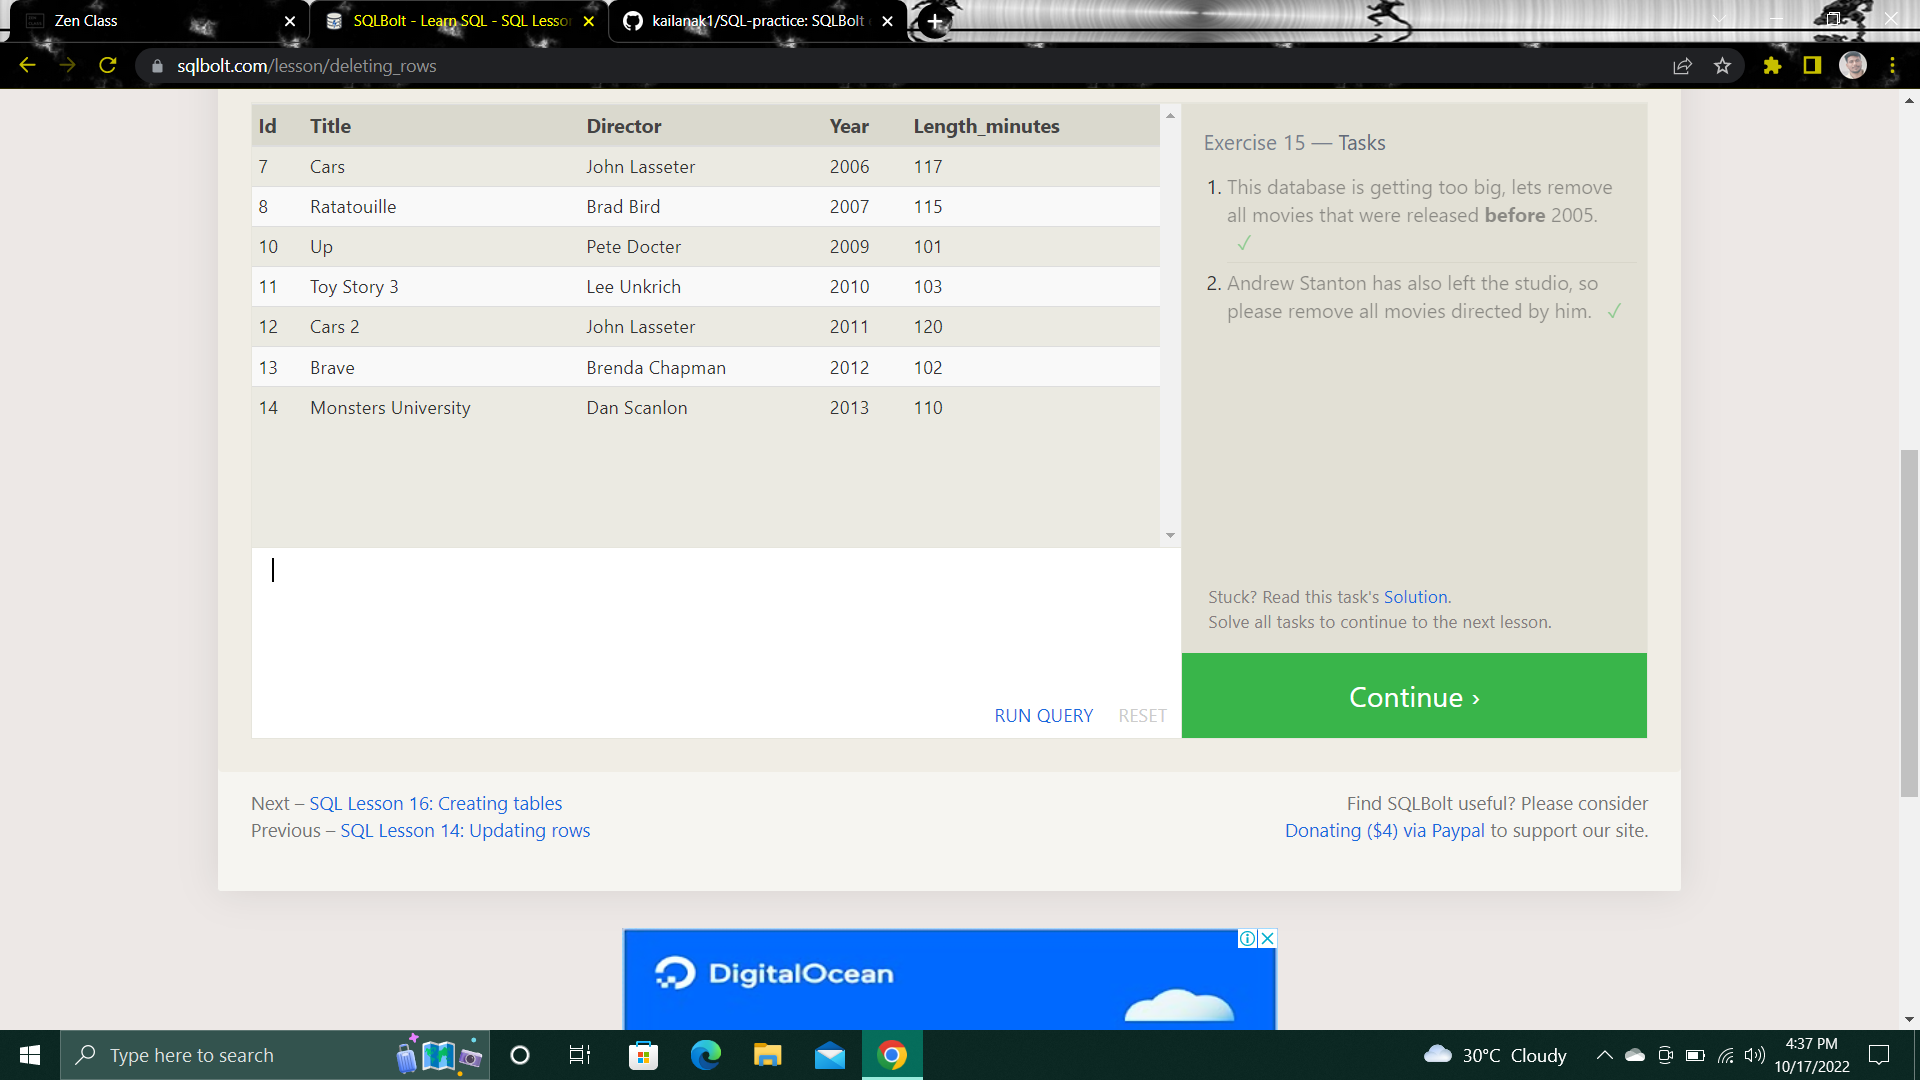 Zen Class
SQLBolt - Learn SQL - SQL Lesso
kailanak1/SQL-practice: SQLBolt
sqlbolt.com/lesson/deleting_rows
Id Title Director Year Length_minutes
7 Cars John Lasseter 2006 117
8 Ratatouille Brad Bird 2007 115
10 Up Pete Docter 2009 101
11 Toy Story 3 Lee Unkrich 2010 103
12 Cars 2 John Lasseter 2011 120
13 Brave Brenda Chapman 2012 102
14 Monsters University Dan Scanlon 2013 110
RUN QUERY RESET
Exercise 15 — Tasks
1. This database is getting too big, lets remove
all movies that were released before 2005.
✓
2. Andrew Stanton has also left the studio, so
please remove all movies directed by him. ✓
Stuck? Read this task's Solution.
Solve all tasks to continue to the next lesson.
Continue ›
Next – SQL Lesson 16: Creating tables
Previous – SQL Lesson 14: Updating rows
Find SQLBolt useful? Please consider
Donating ($4) via Paypal to support our site.
DigitalOcean
Type here to search
30°C Cloudy
4:37 PM
10/17/2022